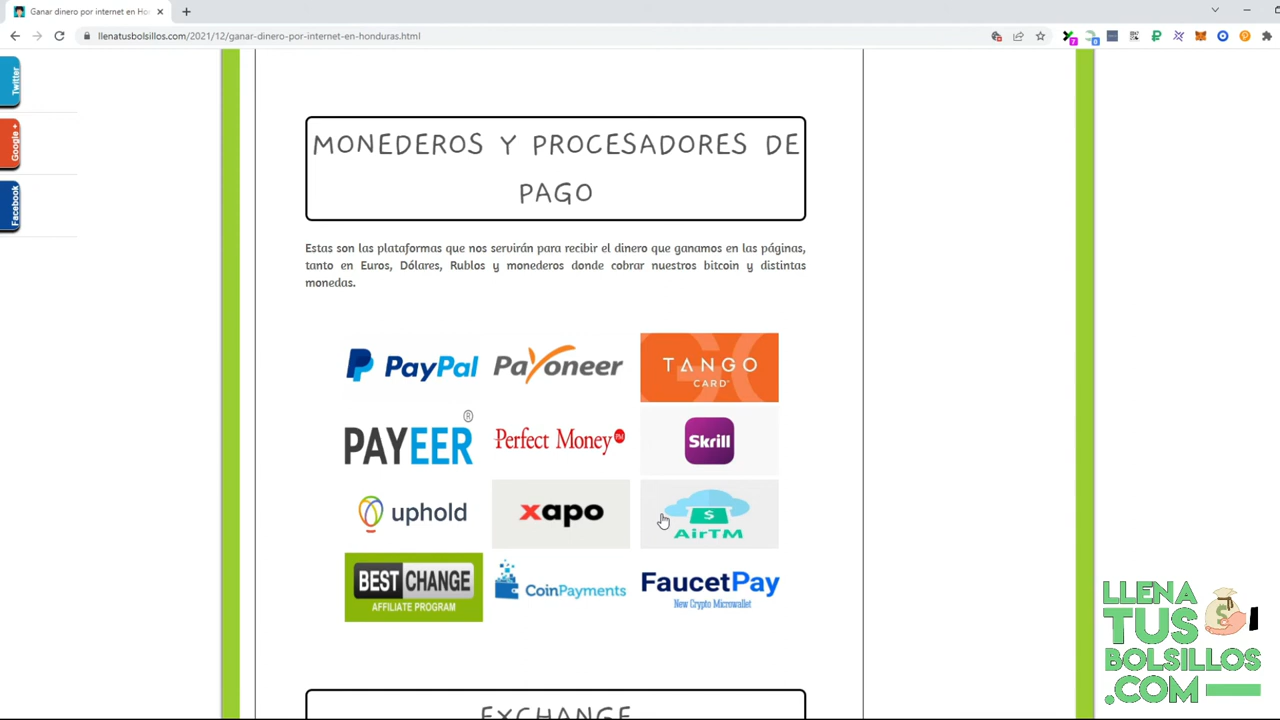 Ganar dinero por internet en Ho
llenatusbolsillos.com/2021/12/ganar-dinero-por-internet-en-honduras.html
7
0
Twitter
Google +
Facebook
MONEDEROS Y PROCESADORES DE
PAGO
Estas son las plataformas que nos servirán para recibir el dinero que ganamos en las páginas,
tanto en Euros, Dólares, Rublos y monederos donde cobrar nuestros bitcoin y distintas
monedas.
PayPal
Payoneer
TANGO
CARD
PAYEER ®
Perfect Money PM
Skrill
uphold
xapo
$
AirTM
BEST CHANGE
AFFILIATE PROGRAM
CoinPayments
FaucetPay
New Crypto Microwallet
EXCHANGE
LLENA
TUS
BOLSILLOS
.COM